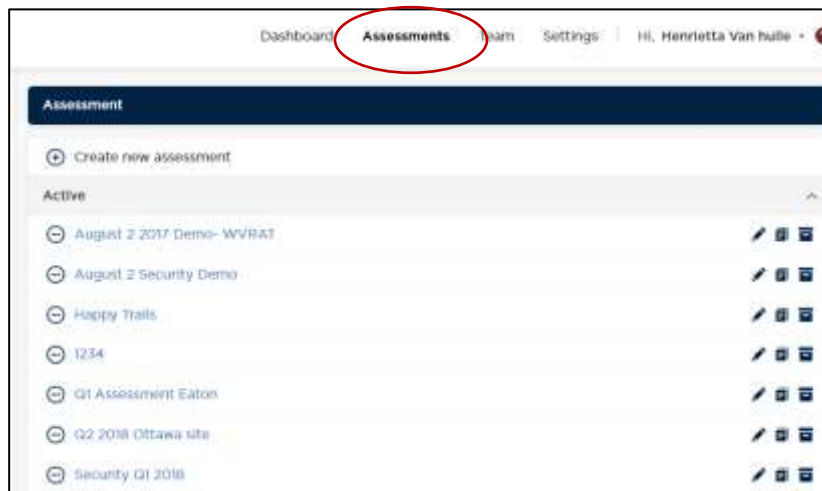 Dashboard Assessments Team Settings Hi, Henrietta Van hulle
Assessment
Create new assessment
Active
August 2 2017 Demo- WVRAT
August 2 Security Demo
Happy Trails
1234
Q1 Assessment Eaton
Q2 2018 Ottawa site
Security Q1 2018